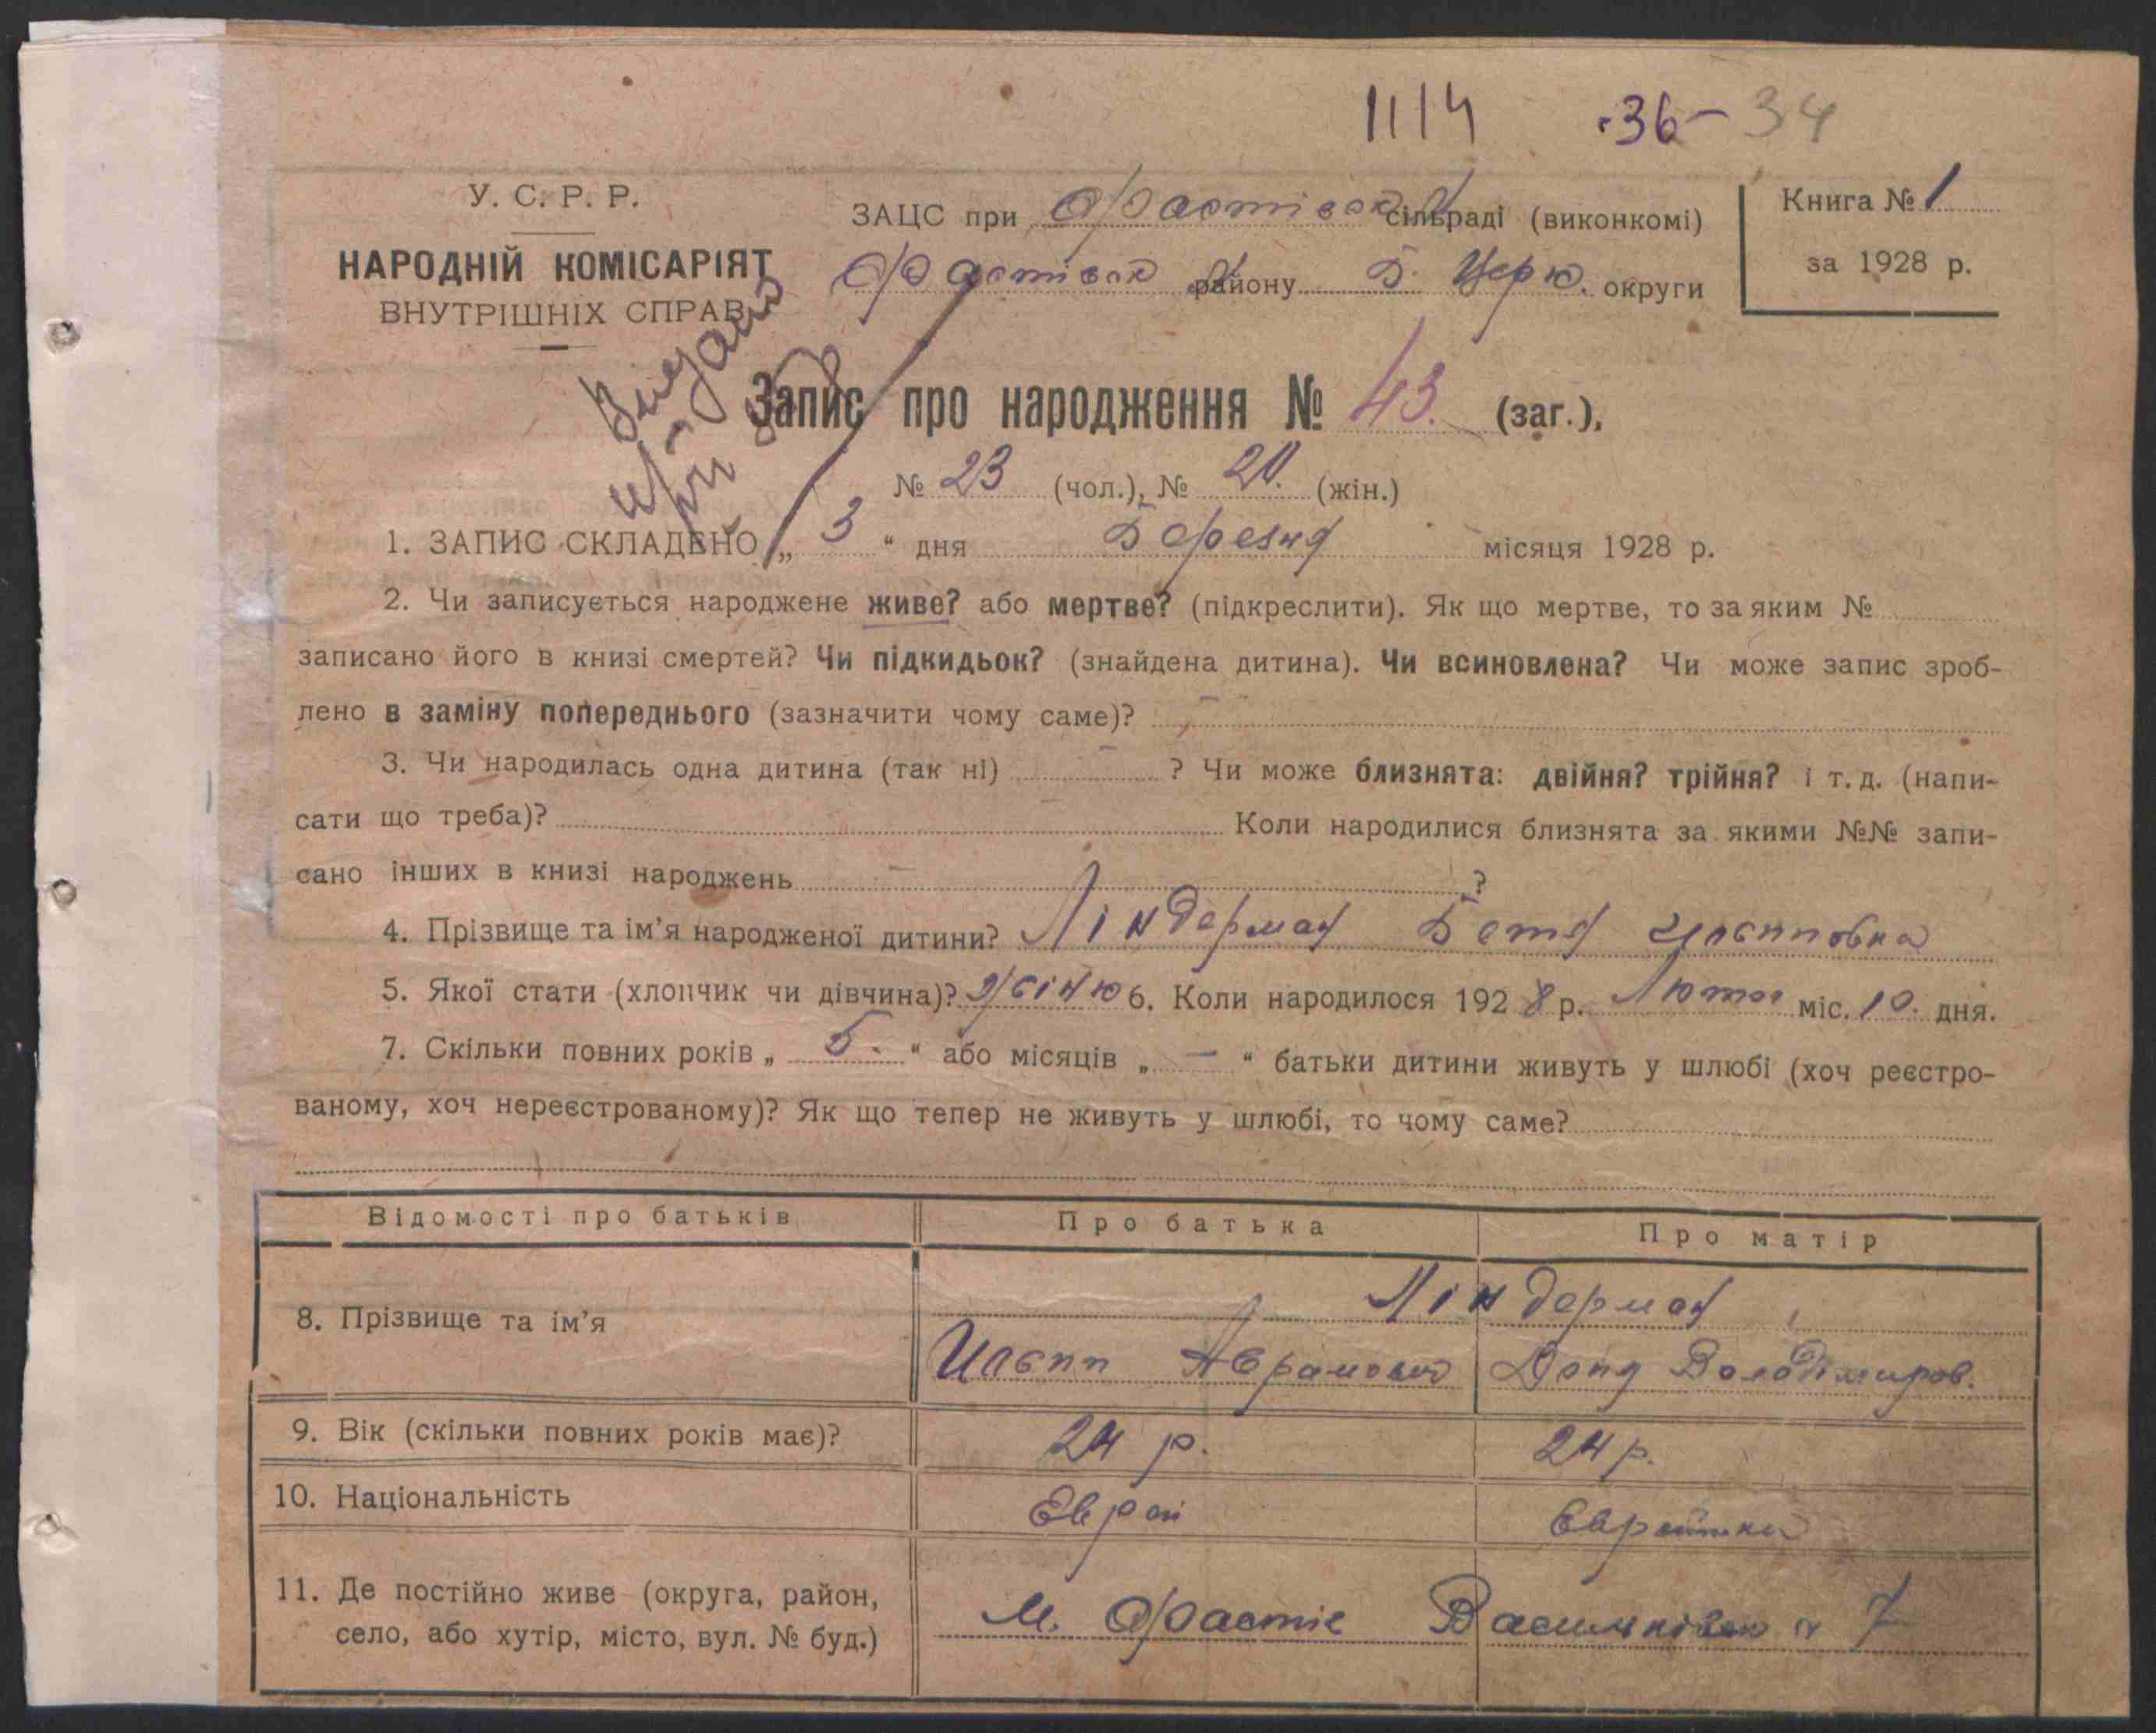 1114 36- 34
У. С. Р. Р.
НАРОДНІЙ КОМІСАРІЯТ
ВНУТРІШНІХ СПРАВ
ЗАЦС при Фастівськ сільраді (виконкомі)
Фастівськ району Б. Церк. округи
Книга № 1
за 1928 р.
Видано
Запис про народження № 43. (заг.),
№ 23 (чол.), № 20. (жін.)
1. ЗАПИС СКЛАДЕНО „ 3 “ дня Березня місяця 1928 р.
2. Чи записується народжене живе? або мертве? (підкреслити). Як що мертве, то за яким №
записано його в книзі смертей? Чи підкидьок? (знайдена дитина). Чи всиновлена? Чи може запис зроб-
лено в заміну попереднього (зазначити чому саме)? —
3. Чи народилась одна дитина (так ні) — ? Чи може близнята: двійня? трійня? і т. д. (напи-
сати що треба)? Коли народилися близнята за якими №№ запи-
сано інших в книзі народжень — ?
4. Прізвище та ім’я народженої дитини? Ліндерман Бетя
5. Якої стати (хлопчик чи дівчина)? 6. Коли народилося 1928 р. Лютог міс. 10. дня.
7. Скільки повних років „ 5. “ або місяців „ — “ батьки дитини живуть у шлюбі (хоч реєстро-
ваному, хоч нереєстрованому)? Як що тепер не живуть у шлюбі, то чому саме?
Відомості про батьків Про батька Про матір
8. Прізвище та ім’я Ліндерман
Аврамович Володимиров.
9. Вік (скільки повних років має)? 24 р. 24 р.
10. Національність Еврей Еврейка
11. Де постійно живе (округа, район,
село, або хутір, місто, вул. № буд.) М. Фастів Васильківськ 7